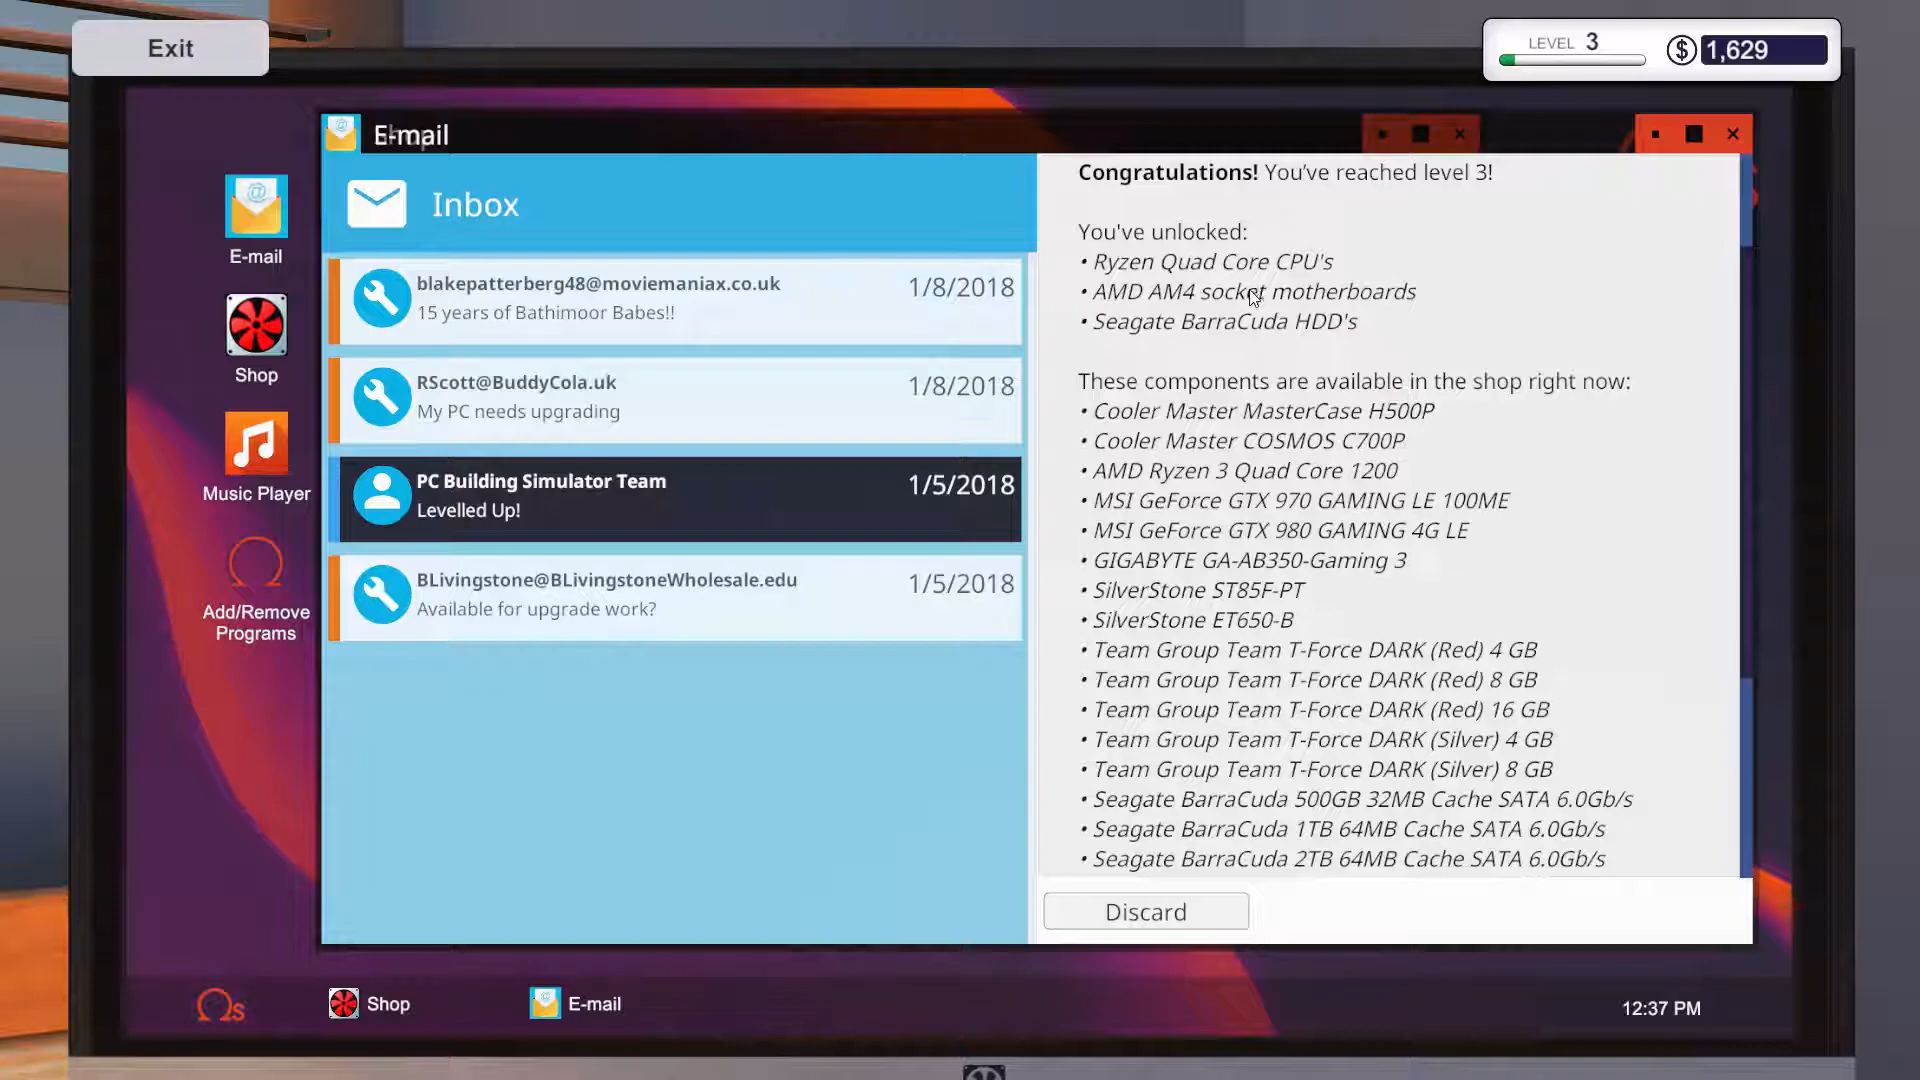 Exit
LEVEL 3
$ 1,629
E-mail
Inbox
E-mail
Shop
Music Player
Add/Remove
Programs
blakepatterberg48@moviemaniax.co.uk 1/8/2018
15 years of Bathimoor Babes!!
RScott@BuddyCola.uk 1/8/2018
My PC needs upgrading
PC Building Simulator Team 1/5/2018
Levelled Up!
BLivingstone@BLivingstoneWholesale.edu 1/5/2018
Available for upgrade work?
Congratulations! You've reached level 3!
You've unlocked:
• Ryzen Quad Core CPU's
• AMD AM4 socket motherboards
• Seagate BarraCuda HDD's
These components are available in the shop right now:
• Cooler Master MasterCase H500P
• Cooler Master COSMOS C700P
• AMD Ryzen 3 Quad Core 1200
• MSI GeForce GTX 970 GAMING LE 100ME
• MSI GeForce GTX 980 GAMING 4G LE
• GIGABYTE GA-AB350-Gaming 3
• SilverStone ST85F-PT
• SilverStone ET650-B
• Team Group Team T-Force DARK (Red) 4 GB
• Team Group Team T-Force DARK (Red) 8 GB
• Team Group Team T-Force DARK (Red) 16 GB
• Team Group Team T-Force DARK (Silver) 4 GB
• Team Group Team T-Force DARK (Silver) 8 GB
• Seagate BarraCuda 500GB 32MB Cache SATA 6.0Gb/s
• Seagate BarraCuda 1TB 64MB Cache SATA 6.0Gb/s
• Seagate BarraCuda 2TB 64MB Cache SATA 6.0Gb/s
Discard
Ωs
Shop
E-mail
12:37 PM